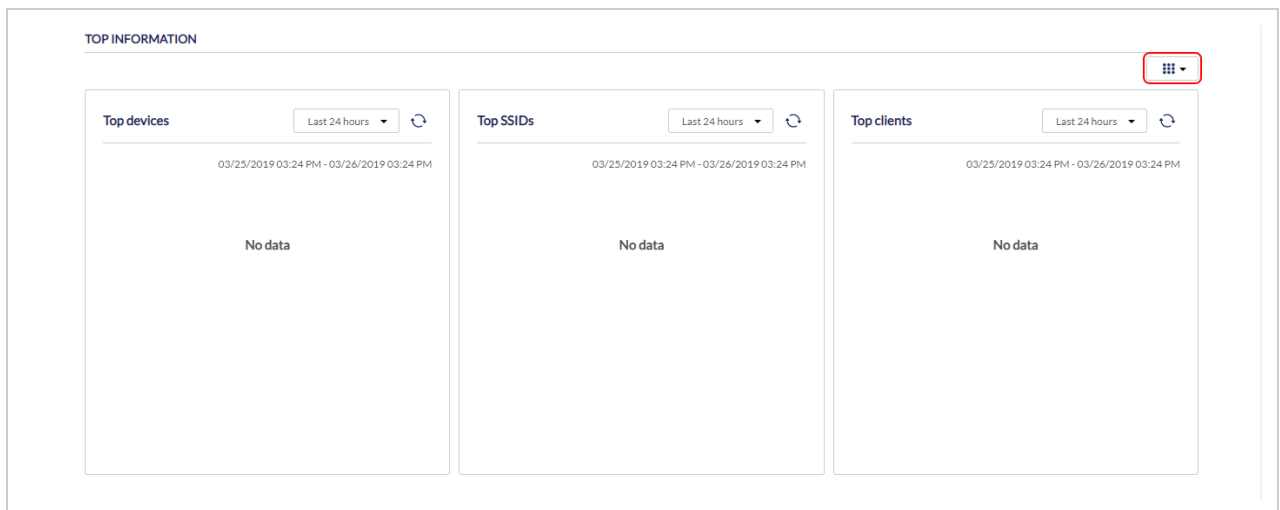 TOP INFORMATION
Top devices
Last 24 hours
03/25/2019 03:24 PM - 03/26/2019 03:24 PM
No data
Top SSIDs
Last 24 hours
03/25/2019 03:24 PM - 03/26/2019 03:24 PM
No data
Top clients
Last 24 hours
03/25/2019 03:24 PM - 03/26/2019 03:24 PM
No data